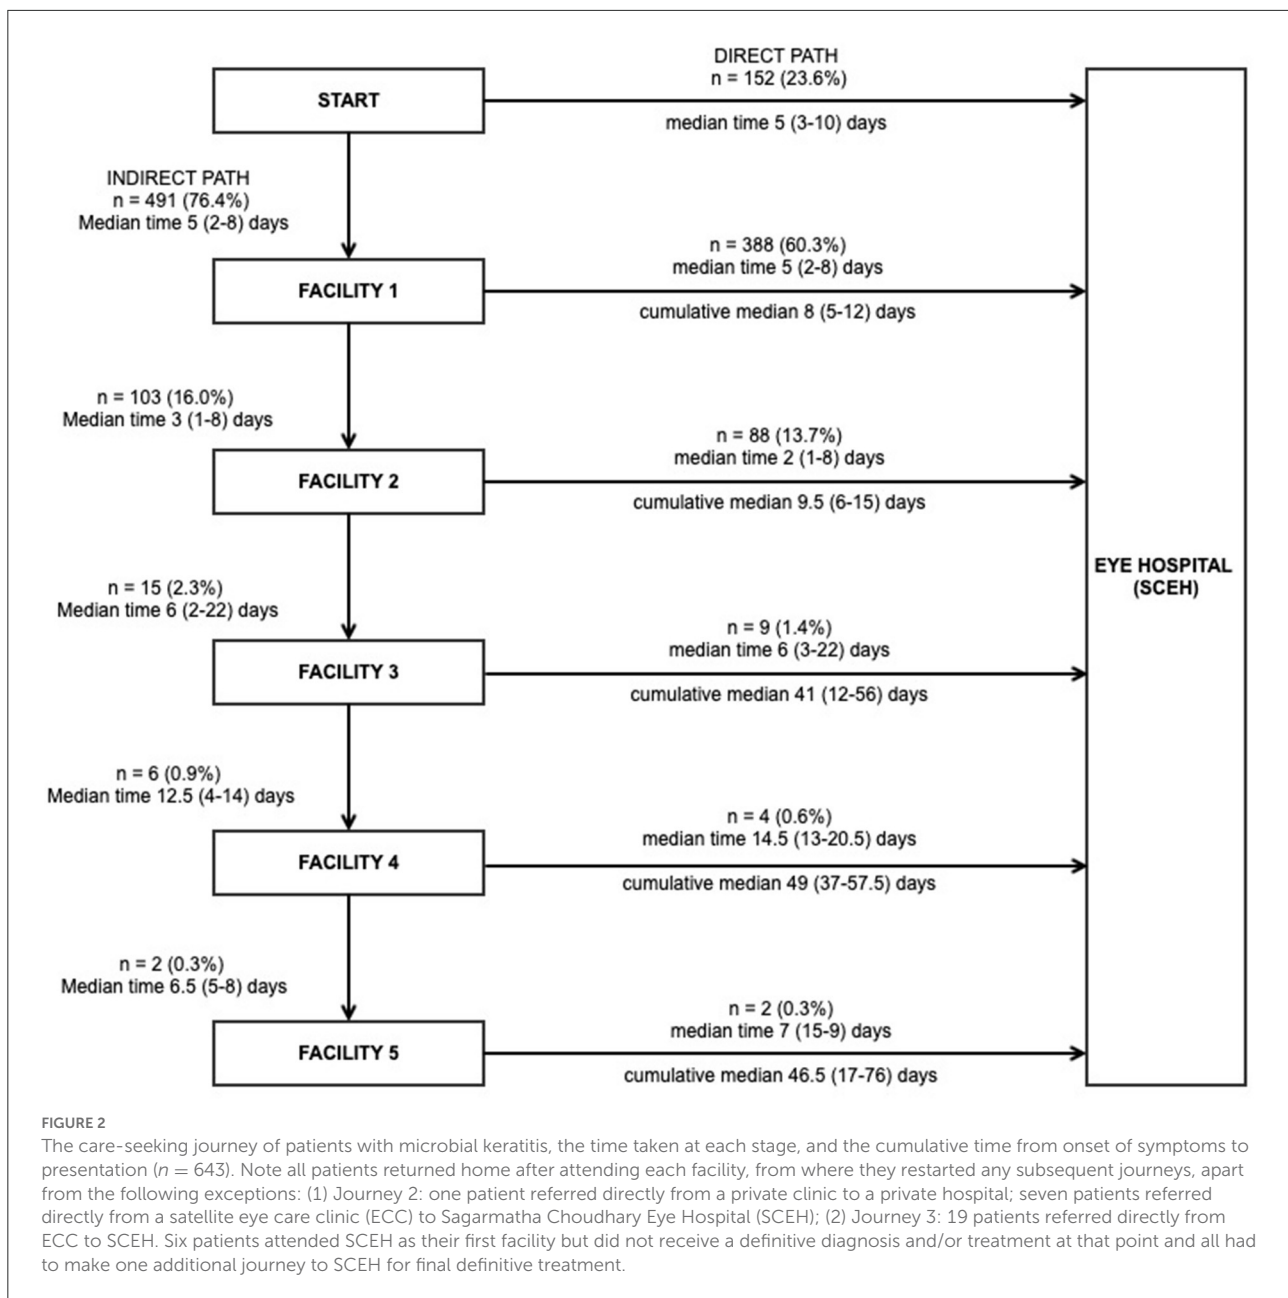 DIRECT PATH
n = 152 (23.6%)
START
median time 5 (3-10) days
INDIRECT PATH
n = 491 (76.4%)
Median time 5 (2-8) days
n = 388 (60.3%)
median time 5 (2-8) days
FACILITY 1
cumulative median 8 (5-12) days
n = 103 (16.0%)
Median time 3 (1-8) days
n = 88 (13.7%)
median time 2 (1-8) days
FACILITY 2
cumulative median 9.5 (6-15) days
EYE HOSPITAL
(SCEH)
n = 15 (2.3%)
Median time 6 (2-22) days
n = 9 (1.4%)
median time 6 (3-22) days
FACILITY 3
cumulative median 41 (12-56) days
n = 6 (0.9%)
Median time 12.5 (4-14) days
n = 4 (0.6%)
median time 14.5 (13-20.5) days
FACILITY 4
cumulative median 49 (37-57.5) days
n = 2 (0.3%)
Median time 6.5 (5-8) days
n = 2 (0.3%)
median time 7 (15-9) days
FACILITY 5
cumulative median 46.5 (17-76) days
FIGURE 2
The care-seeking journey of patients with microbial keratitis, the time taken at each stage, and the cumulative time from onset of symptoms to
presentation (n = 643). Note all patients returned home after attending each facility, from where they restarted any subsequent journeys, apart
from the following exceptions: (1) Journey 2: one patient referred directly from a private clinic to a private hospital; seven patients referred
directly from a satellite eye care clinic (ECC) to Sagarmatha Choudhary Eye Hospital (SCEH); (2) Journey 3: 19 patients referred directly from
ECC to SCEH. Six patients attended SCEH as their first facility but did not receive a definitive diagnosis and/or treatment at that point and all had
to make one additional journey to SCEH for final definitive treatment.